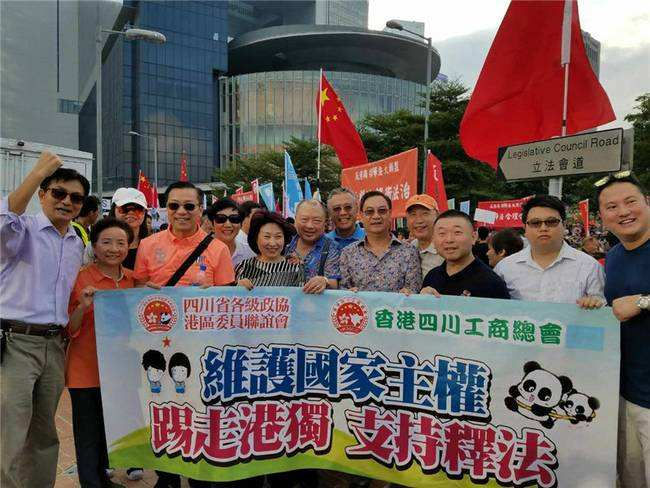 Legislative Council Road
立法會道
四川省各級政協
港區委員聯誼會
香港四川工商總會
維護國家主權
踢走港獨 支持釋法